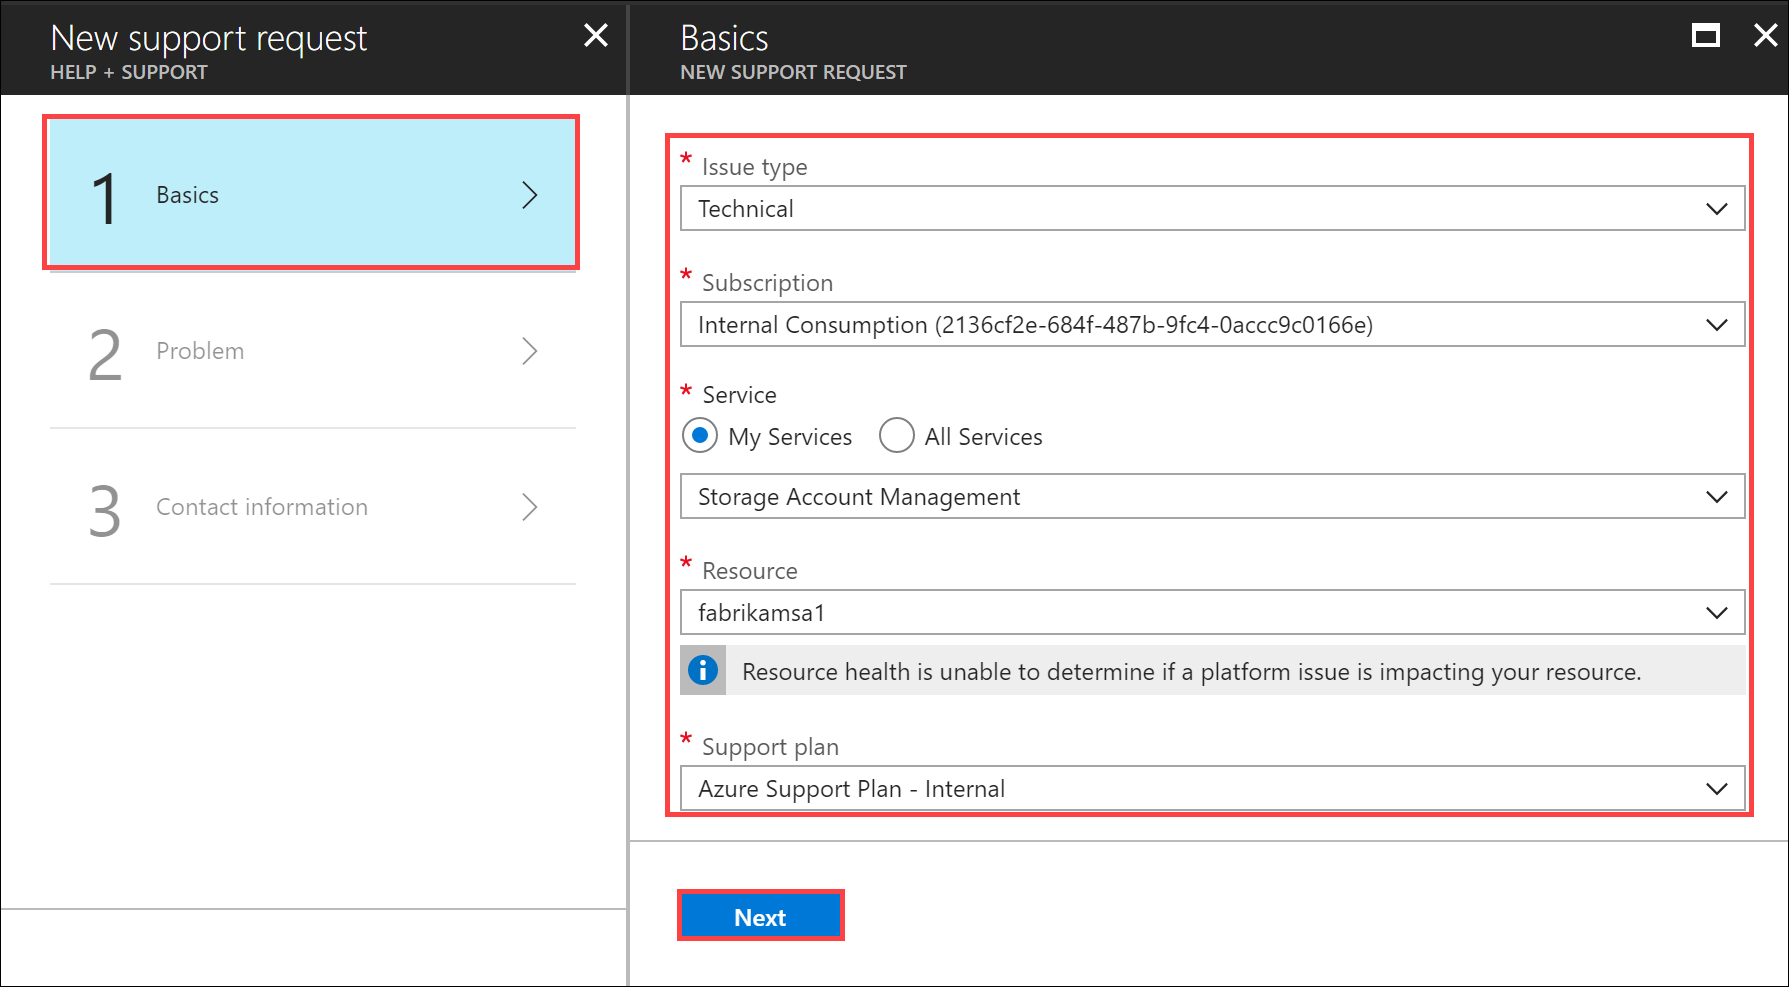 New support request
HELP + SUPPORT
1 Basics
2 Problem
3 Contact information
Basics
NEW SUPPORT REQUEST
* Issue type
Technical
* Subscription
Internal Consumption (2136cf2e-684f-487b-9fc4-0accc9c0166e)
* Service
My Services All Services
Storage Account Management
* Resource
fabrikamsa1
Resource health is unable to determine if a platform issue is impacting your resource.
* Support plan
Azure Support Plan - Internal
Next